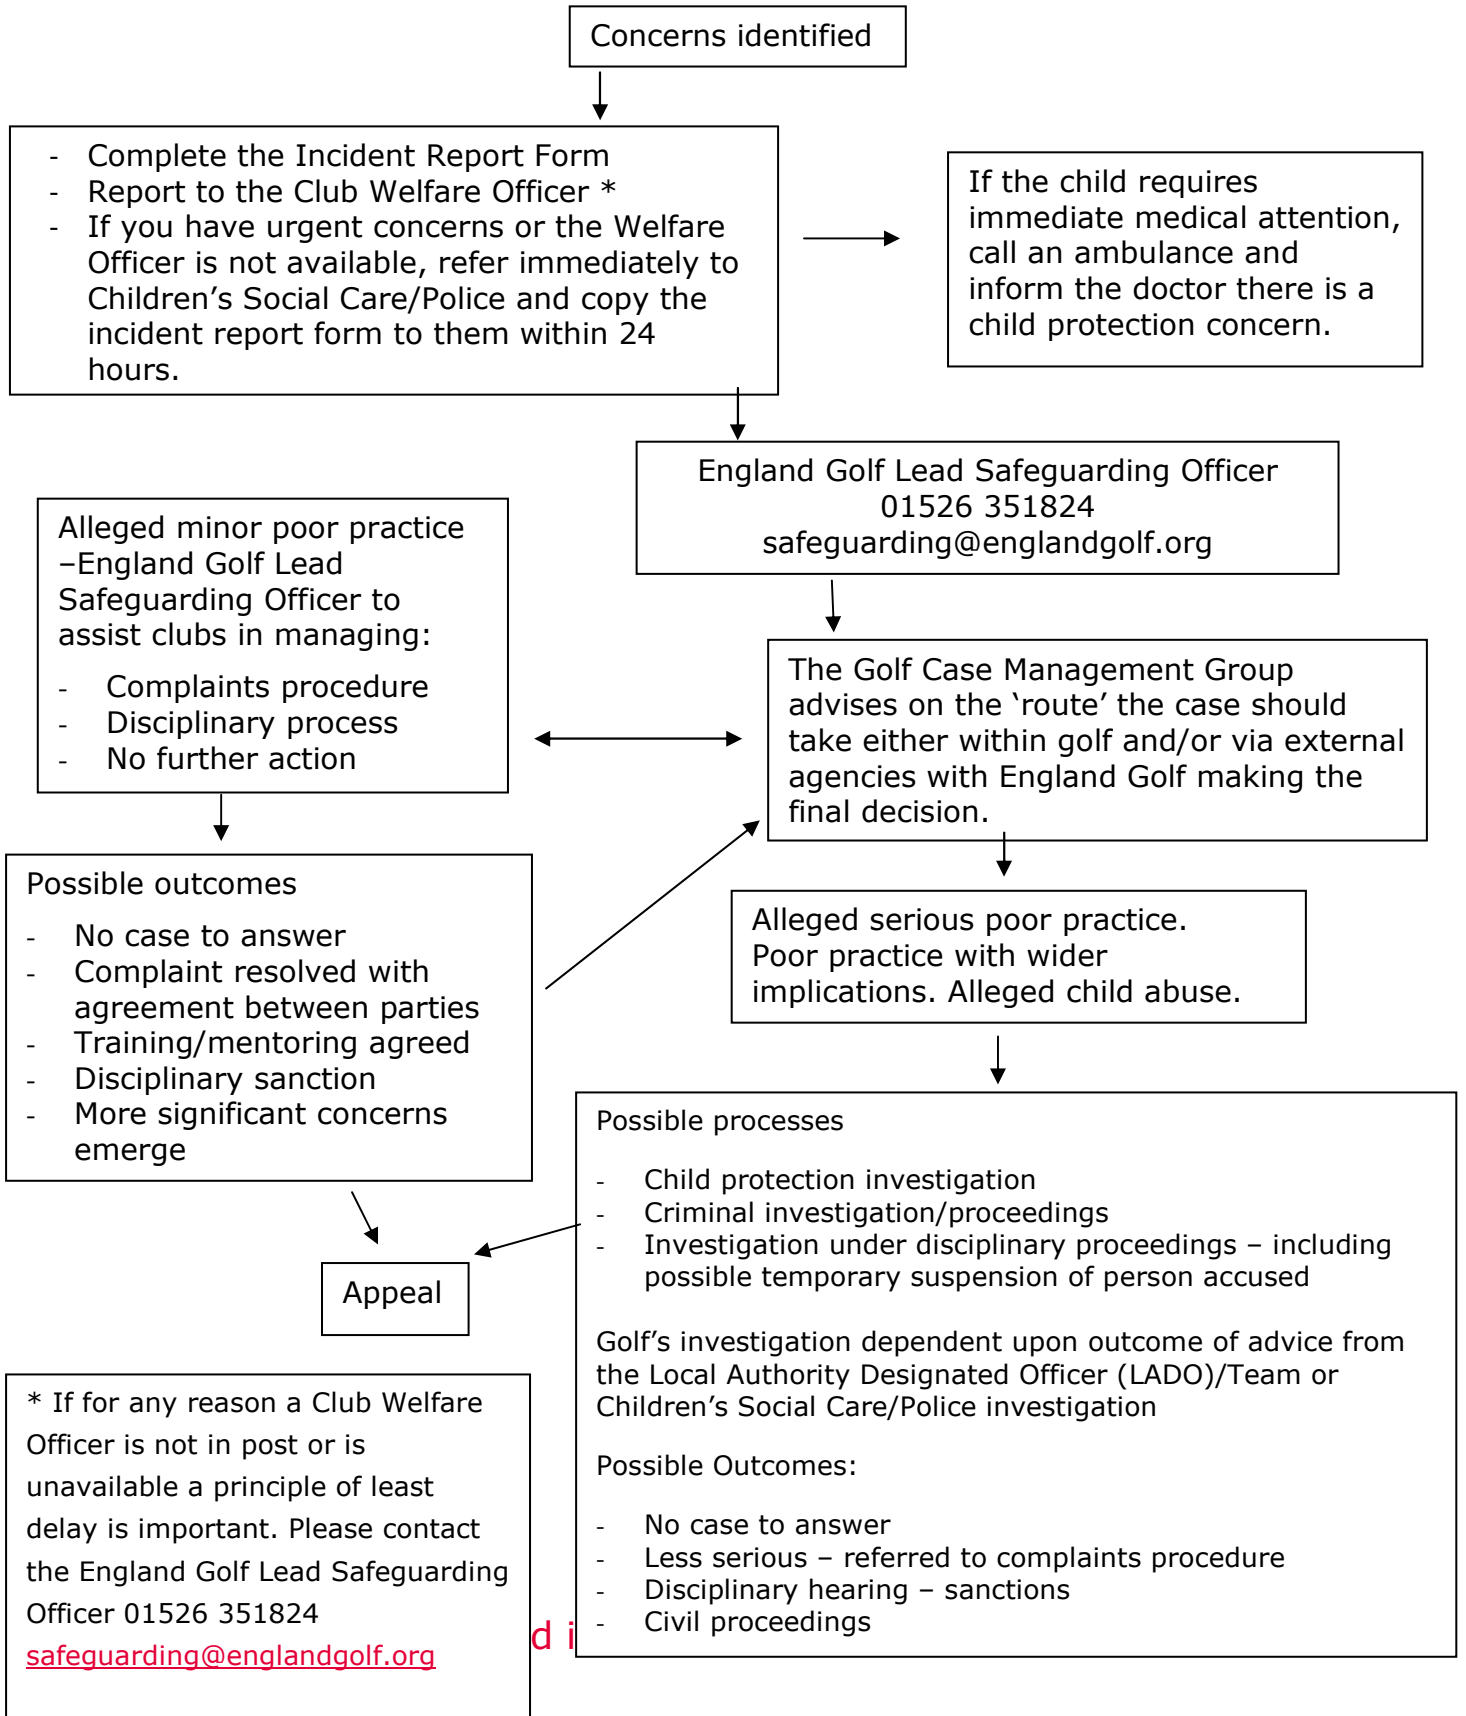 Concerns identified
- Complete the Incident Report Form
- Report to the Club Welfare Officer *
- If you have urgent concerns or the Welfare
Officer is not available, refer immediately to
Children’s Social Care/Police and copy the
incident report form to them within 24
hours.
If the child requires
immediate medical attention,
call an ambulance and
inform the doctor there is a
child protection concern.
England Golf Lead Safeguarding Officer
01526 351824
safeguarding@englandgolf.org
Alleged minor poor practice
–England Golf Lead
Safeguarding Officer to
assist clubs in managing:
- Complaints procedure
- Disciplinary process
- No further action
The Golf Case Management Group
advises on the ‘route’ the case should
take either within golf and/or via external
agencies with England Golf making the
final decision.
Possible outcomes
- No case to answer
- Complaint resolved with
agreement between parties
- Training/mentoring agreed
- Disciplinary sanction
- More significant concerns
emerge
Alleged serious poor practice.
Poor practice with wider
implications. Alleged child abuse.
Possible processes
- Child protection investigation
- Criminal investigation/proceedings
- Investigation under disciplinary proceedings – including
possible temporary suspension of person accused
Golf’s investigation dependent upon outcome of advice from
the Local Authority Designated Officer (LADO)/Team or
Children’s Social Care/Police investigation
Possible Outcomes:
- No case to answer
- Less serious – referred to complaints procedure
- Disciplinary hearing – sanctions
- Civil proceedings
Appeal
* If for any reason a Club Welfare
Officer is not in post or is
unavailable a principle of least
delay is important. Please contact
the England Golf Lead Safeguarding
Officer 01526 351824
safeguarding@englandgolf.org